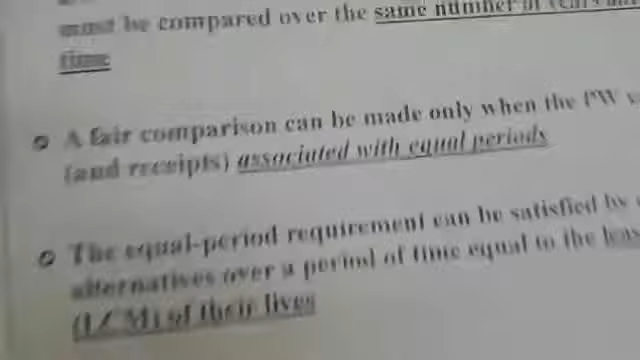 must be compared over the same number of
time
A fair comparison can be made only when the PW
(and receipts) associated with equal periods
The equal-period requirement can be satisfied by
alternatives over a period of time equal to the
(LCM) of their lives